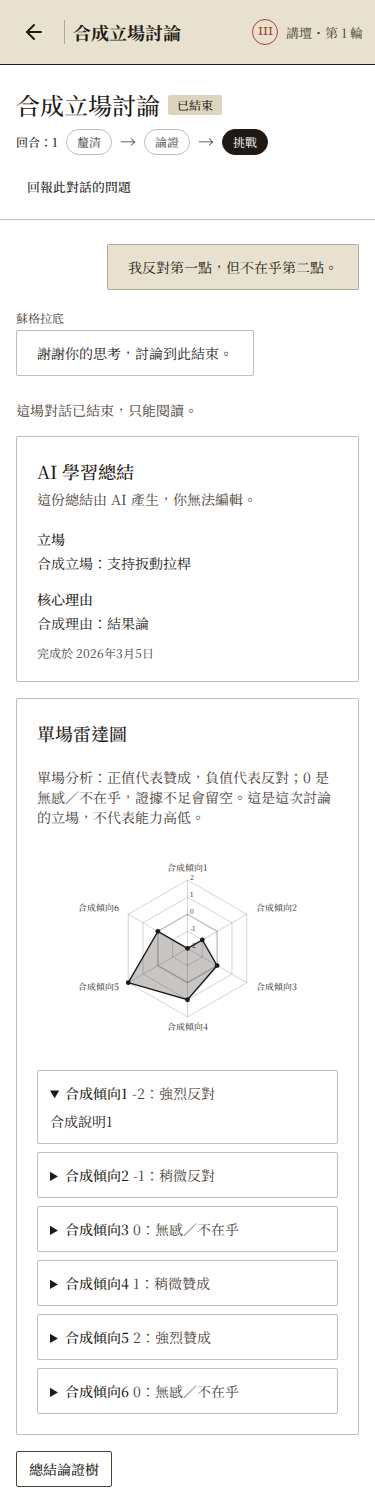 合成立場討論
III 講壇・第 1 輪
合成立場討論 已結束
回合：1 釐清 → 論證 → 挑戰
回報此對話的問題
我反對第一點，但不在乎第二點。
蘇格拉底
謝謝你的思考，討論到此結束。
這場對話已結束，只能閱讀。
AI 學習總結
這份總結由 AI 產生，你無法編輯。
立場
合成立場：支持扳動拉桿
核心理由
合成理由：結果論
完成於 2026年3月5日
單場雷達圖
單場分析：正值代表贊成，負值代表反對；0 是
無感／不在乎，證據不足會留空。這是這次討論
的立場，不代表能力高低。
合成傾向1
2
合成傾向6
1
合成傾向2
0
-1
合成傾向5
合成傾向3
合成傾向4
▼ 合成傾向1 -2：強烈反對
合成說明1
▶ 合成傾向2 -1：稍微反對
▶ 合成傾向3 0：無感／不在乎
▶ 合成傾向4 1：稍微贊成
▶ 合成傾向5 2：強烈贊成
▶ 合成傾向6 0：無感／不在乎
總結論證樹